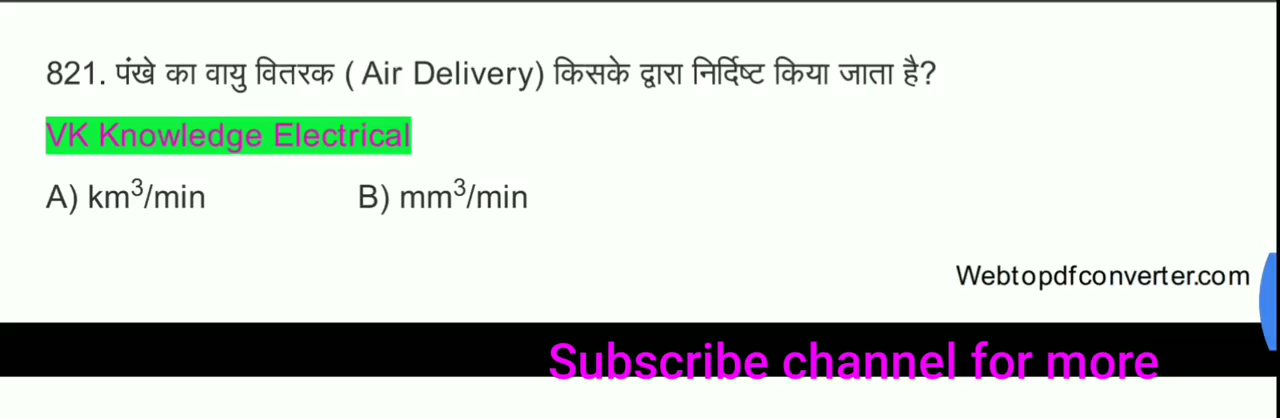 821. पंखे का वायु वितरक ( Air Delivery) किसके द्वारा निर्दिष्ट किया जाता है?
VK Knowledge Electrical
A) km³/min B) mm³/min
Webtopdfconverter.com
Subscribe channel for more